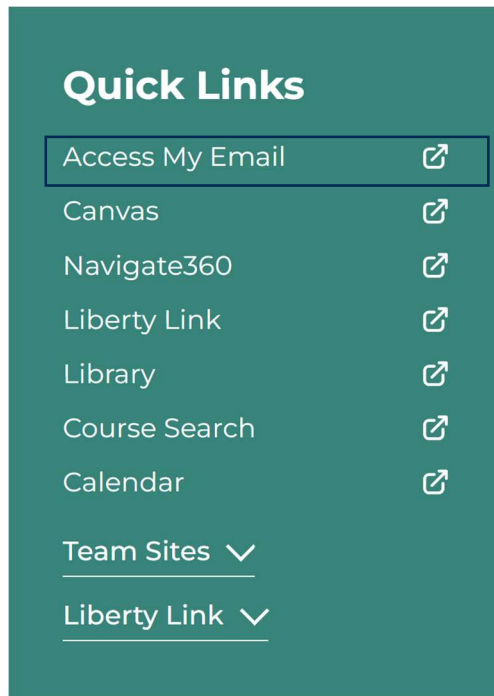 Quick Links
Access My Email
Canvas
Navigate360
Liberty Link
Library
Course Search
Calendar
Team Sites
Liberty Link